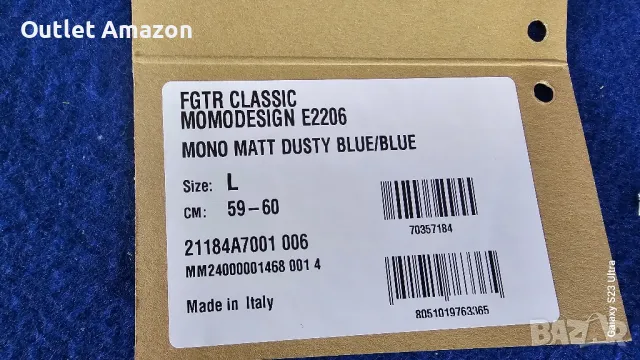 Outlet Amazon
FGTR CLASSIC
MOMODESIGN E2206
MONO MATT DUSTY BLUE/BLUE
Size: L
CM: 59-60
70357184
21184A7001 006
MM24000001468 001 4
Made in Italy
8051019763365
Galaxy S23 Ultra
BAZAR